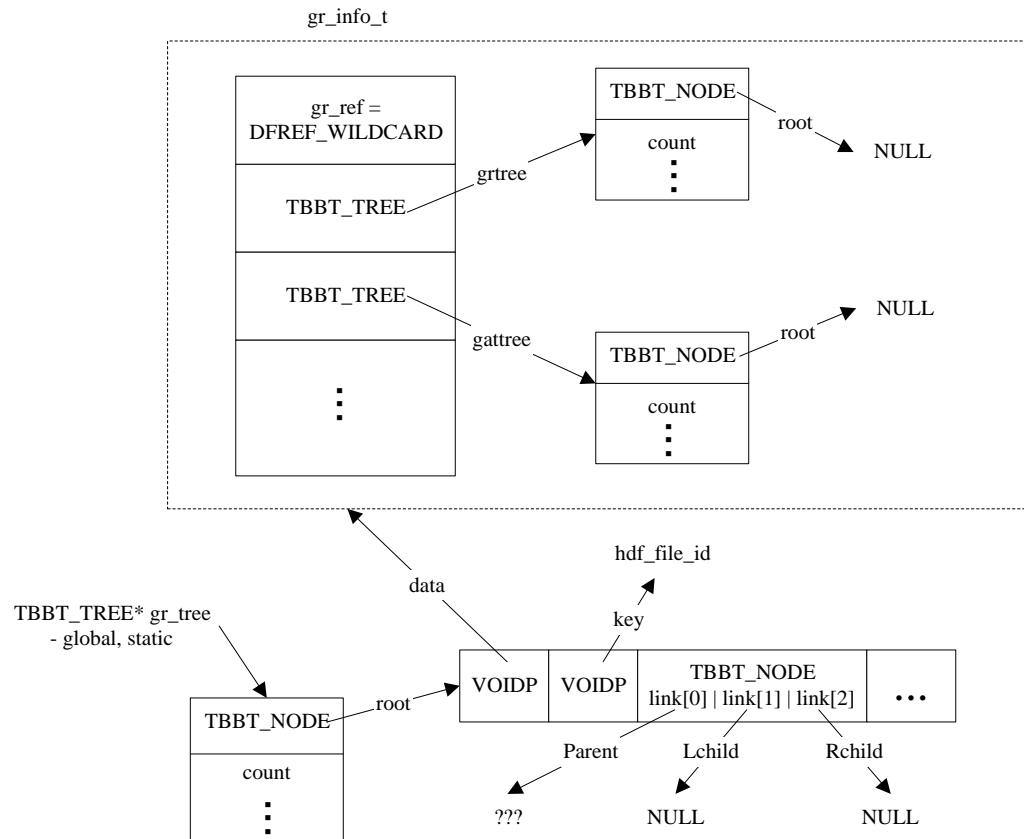 gr_info_t
gr_ref =
DFREF_WILDCARD
TBBT_TREE
TBBT_TREE
grtree
gattree
TBBT_NODE
count
root
NULL
TBBT_NODE
count
root
NULL
data
hdf_file_id
key
TBBT_TREE* gr_tree
- global, static
TBBT_NODE
count
root
VOIDP
VOIDP
TBBT_NODE
link[0] | link[1] | link[2]
...
Parent
Lchild
Rchild
???
NULL
NULL